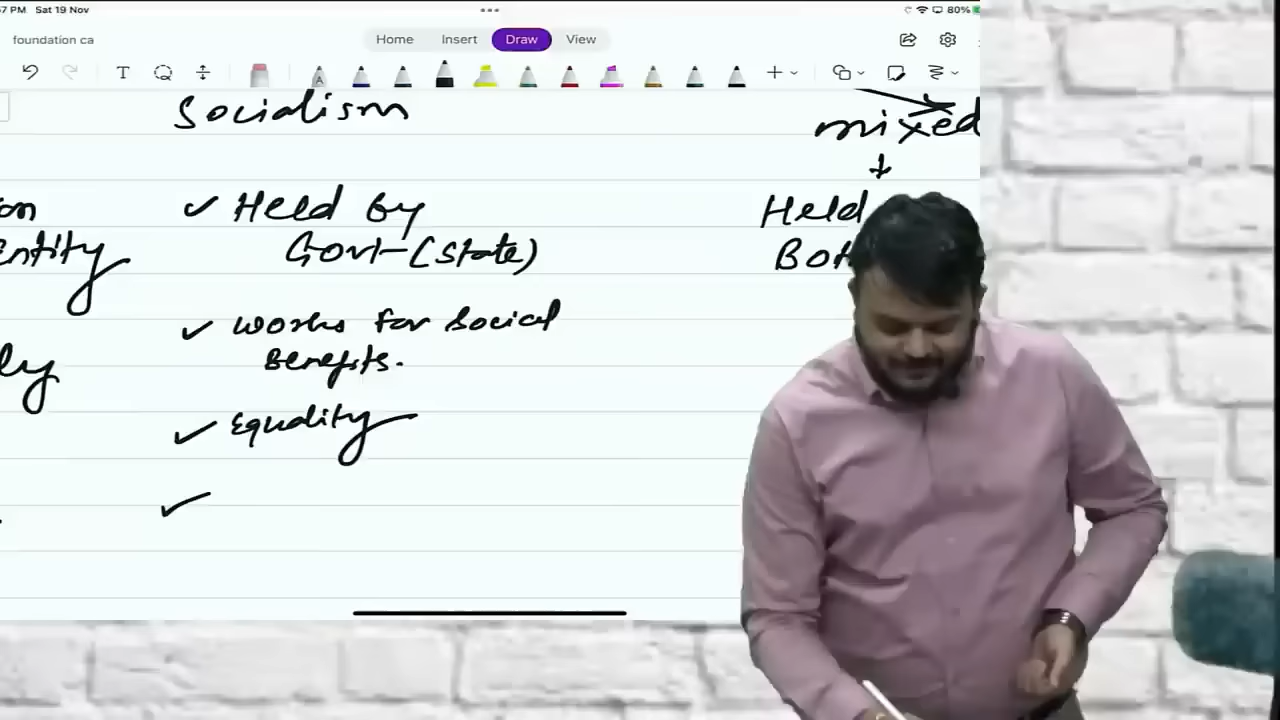 7 PM Sat 19 Nov
80%
foundation ca
Home Insert Draw View
T
A
Socialism
mixed
on
Held by
Held
entity
Govt-(State)
Bot
works for social
Benefits.
ly
Equality